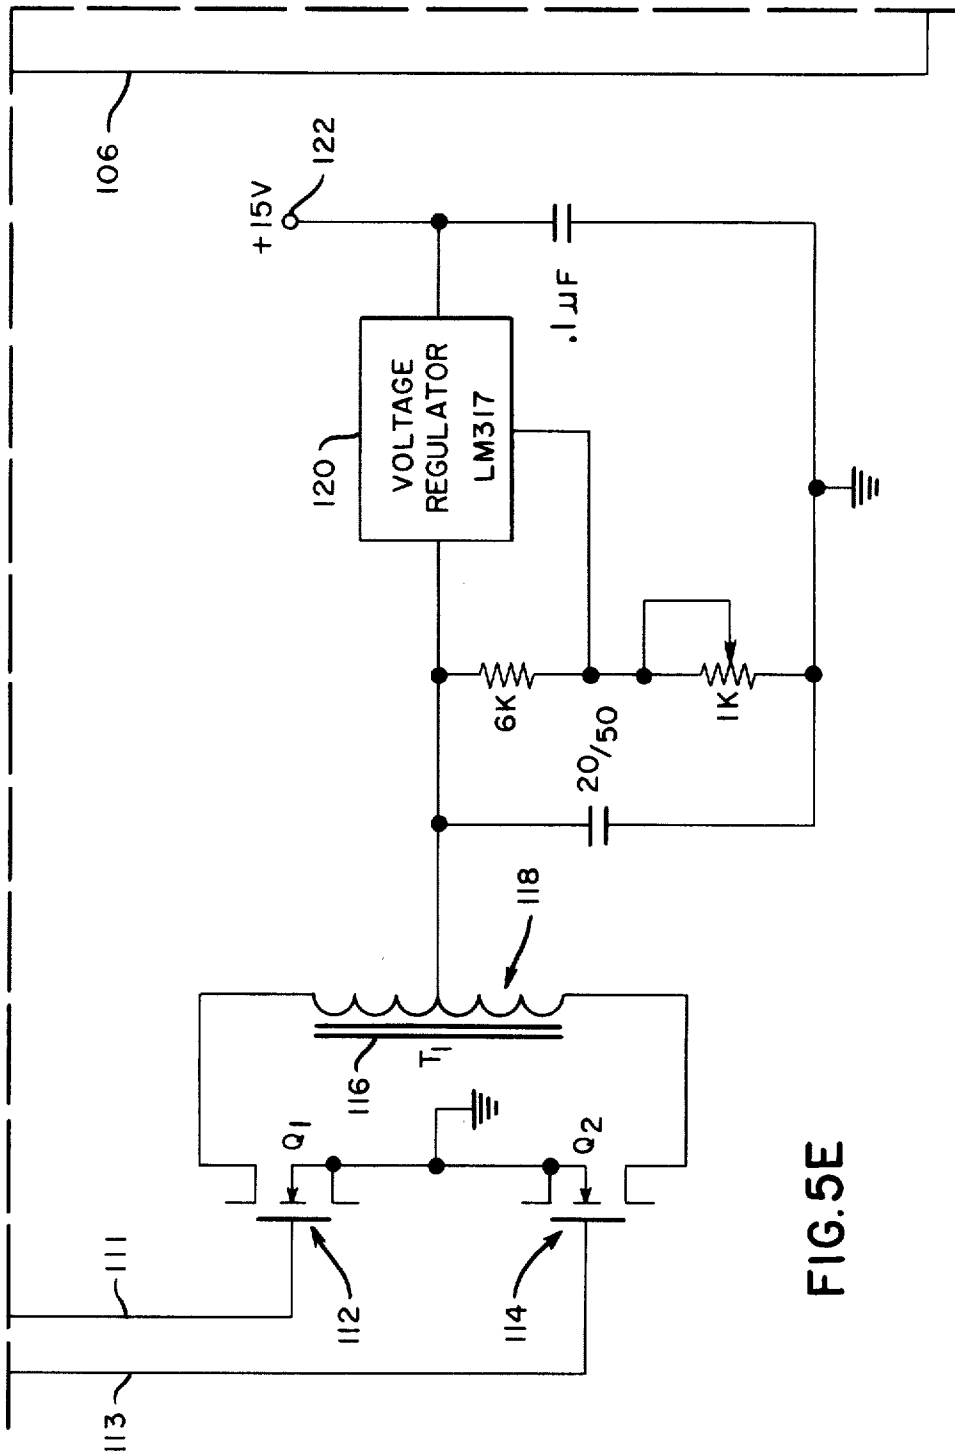 106
+15V
122
120
VOLTAGE
REGULATOR
LM317
.1µF
6K
20/50
1K
118
116
T1
Q1
Q2
111
112
114
113
FIG.5E